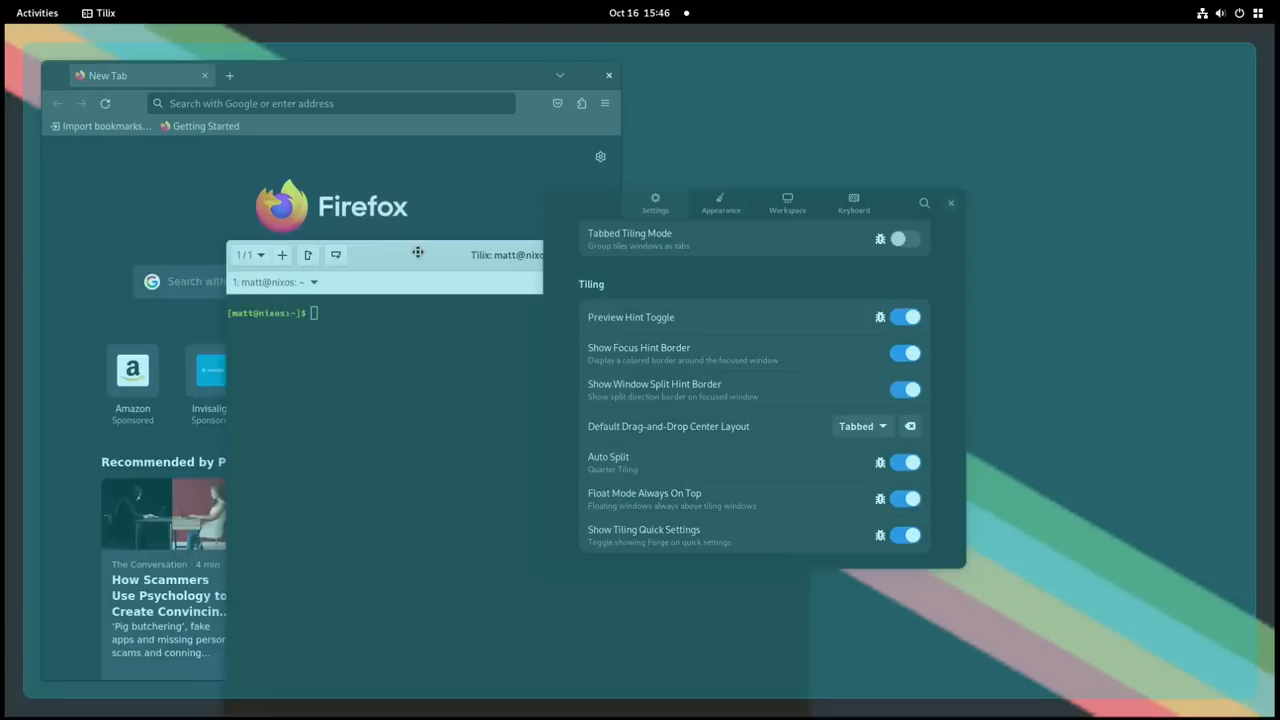 Activities
Tilix
Oct 16 15:46
New Tab
Search with Google or enter address
Import bookmarks...
Getting Started
Firefox
Search with
Amazon
Sponsored
Invisalig
Sponsor
Recommended by P
The Conversation · 4 min
How Scammers
Use Psychology to
Create Convincin...
'Pig butchering', fake
apps and missing person
scams and conning...
1 / 1
Tilix: matt@nixo
1: matt@nixos: ~
[matt@nixos:~]$
Settings
Appearance
Workspace
Keyboard
Tabbed Tiling Mode
Group tiles windows as tabs
Tiling
Preview Hint Toggle
Show Focus Hint Border
Display a colored border around the focused window
Show Window Split Hint Border
Show split direction border on focused window
Default Drag-and-Drop Center Layout
Tabbed
Auto Split
Quarter Tiling
Float Mode Always On Top
Floating windows always above tiling windows
Show Tiling Quick Settings
Toggle showing Forge on quick settings